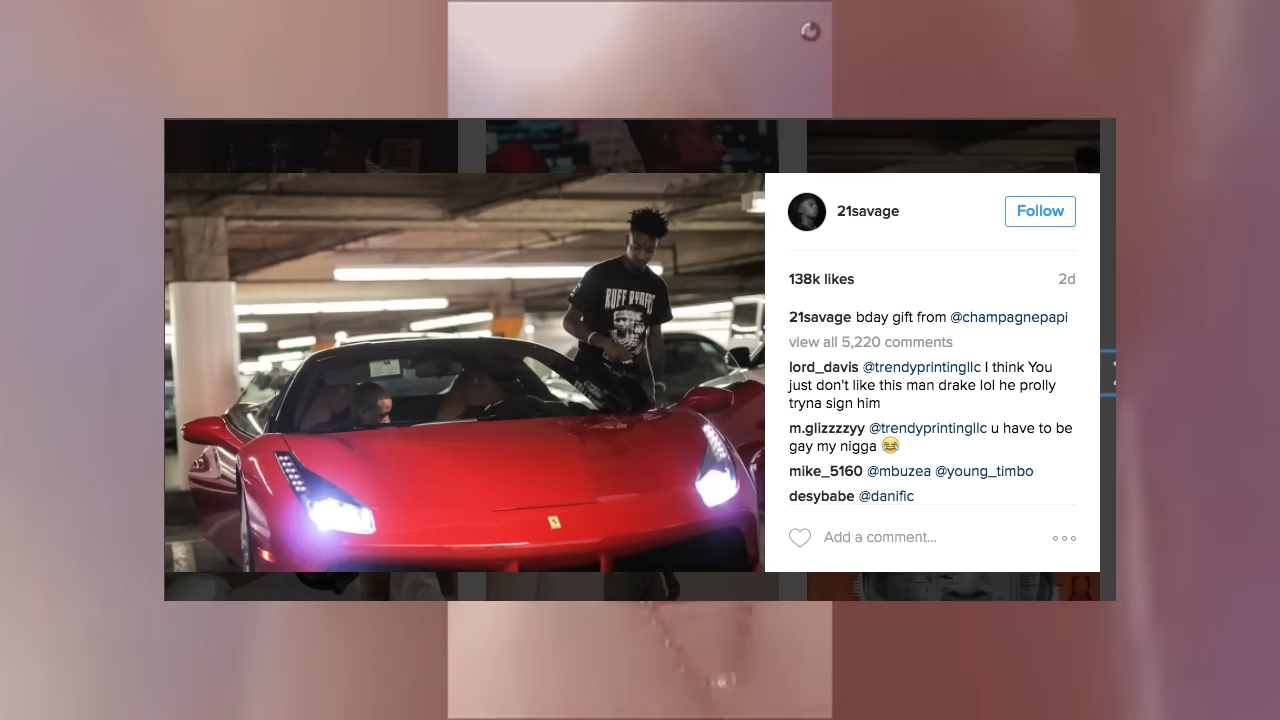 21savage
Follow
138k likes
2d
21savage bday gift from @champagnepapi
view all 5,220 comments
lord_davis @trendyprintingllc I think You
just don't like this man drake lol he prolly
tryna sign him
m.glizzzzyy @trendyprintingllc u have to be
gay my nigga 😂
mike_5160 @mbuzea @young_timbo
desybabe @danific
Add a comment...
RUFF RYDERS